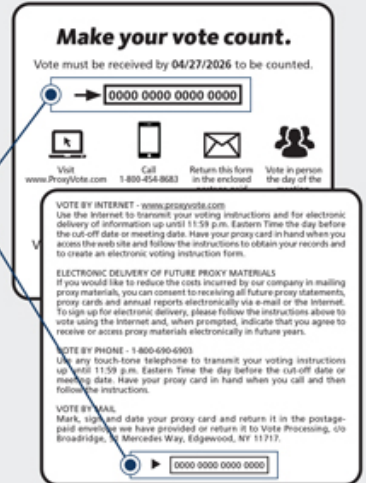 Make your vote count.
Vote must be received by 04/27/2026 to be counted.
0000 0000 0000 0000
Visit
www.ProxyVote.com
Call
1-800-454-8683
Return this form
in the enclosed
Vote in person
the day of the
V
VOTE BY INTERNET - www.proxyvote.com
Use the Internet to transmit your voting instructions and for electronic
delivery of information up until 11:59 p.m. Eastern Time the day before
the cut-off date or meeting date. Have your proxy card in hand when you
access the web site and follow the instructions to obtain your records and
to create an electronic voting instruction form.
ELECTRONIC DELIVERY OF FUTURE PROXY MATERIALS
If you would like to reduce the costs incurred by our company in mailing
proxy materials, you can consent to receiving all future proxy statements,
proxy cards and annual reports electronically via e-mail or the Internet.
To sign up for electronic delivery, please follow the instructions above to
vote using the Internet and, when prompted, indicate that you agree to
receive or access proxy materials electronically in future years.
VOTE BY PHONE - 1-800-690-6903
Use any touch-tone telephone to transmit your voting instructions
up until 11:59 p.m. Eastern Time the day before the cut-off date or
meeting date. Have your proxy card in hand when you call and then
follow the instructions.
VOTE BY MAIL
Mark, sign and date your proxy card and return it in the postage-
paid envelope we have provided or return it to Vote Processing, c/o
Broadridge, 51 Mercedes Way, Edgewood, NY 11717.
0000 0000 0000 0000